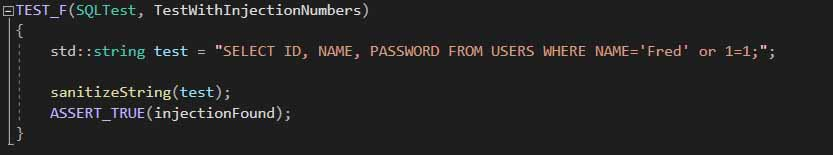 TEST_F(SQLTest, TestWithInjectionNumbers)
{
std::string test = "SELECT ID, NAME, PASSWORD FROM USERS WHERE NAME='Fred' or 1=1;";
sanitizeString(test);
ASSERT_TRUE(injectionFound);
}